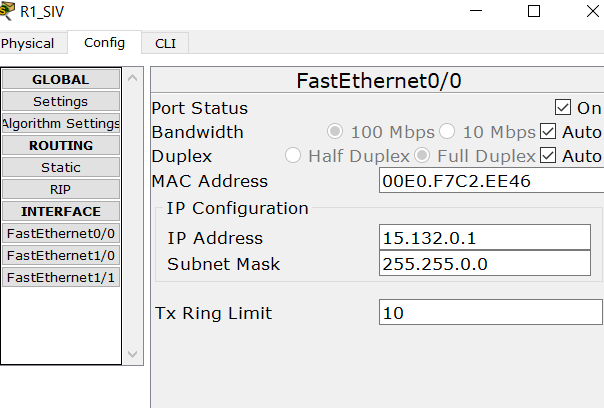 R1_SIV
Physical Config CLI
GLOBAL
Settings
Algorithm Settings
ROUTING
Static
RIP
INTERFACE
FastEthernet0/0
FastEthernet1/0
FastEthernet1/1
FastEthernet0/0
Port Status On
Bandwidth 100 Mbps 10 Mbps Auto
Duplex Half Duplex Full Duplex Auto
MAC Address 00E0.F7C2.EE46
IP Configuration
IP Address 15.132.0.1
Subnet Mask 255.255.0.0
Tx Ring Limit 10